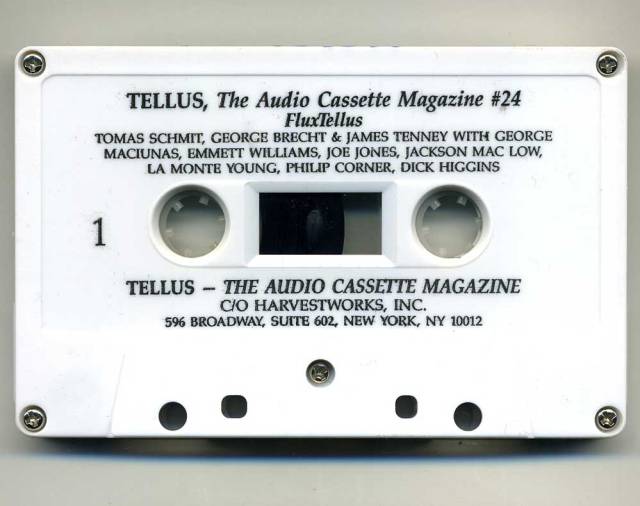 TELLUS, The Audio Cassette Magazine #24
FluxTellus
TOMAS SCHMIT, GEORGE BRECHT & JAMES TENNEY WITH GEORGE
MACIUNAS, EMMETT WILLIAMS, JOE JONES, JACKSON MAC LOW,
LA MONTE YOUNG, PHILIP CORNER, DICK HIGGINS
1
TELLUS – THE AUDIO CASSETTE MAGAZINE
C/O HARVESTWORKS, INC.
596 BROADWAY, SUITE 602, NEW YORK, NY 10012